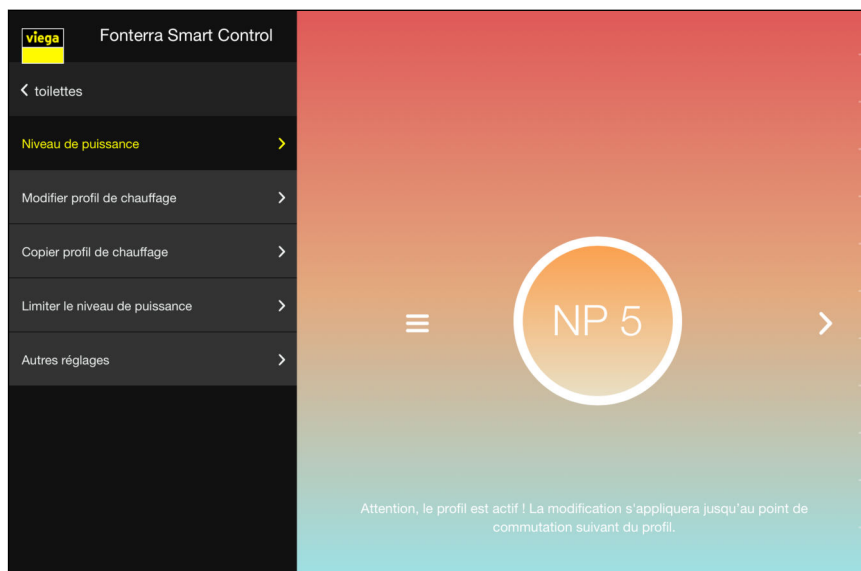 viega
Fonterra Smart Control
toilettes
Niveau de puissance
Modifier profil de chauffage
Copier profil de chauffage
Limiter le niveau de puissance
Autres réglages
NP 5
Attention, le profil est actif ! La modification s'appliquera jusqu'au point de
commutation suivant du profil.